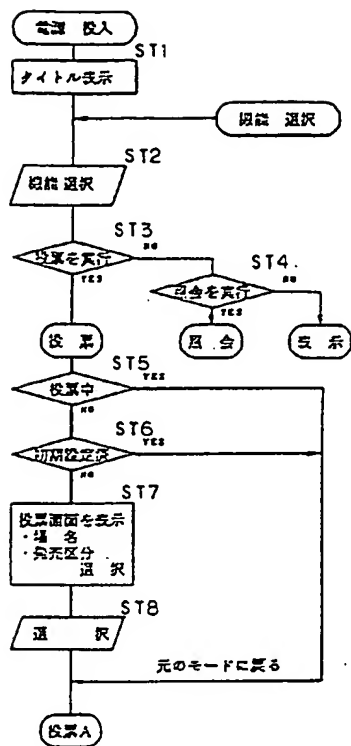 電源 投入
ST1
タイトル表示
機能 選択
ST2
機能選択
ST3
投票を実行
NO
YES
ST4
照会を実行
NO
YES
投票
照会
表示
ST5
投票中
YES
NO
ST6
初期設定済
YES
NO
ST7
投票画面を表示
・場 名
・発売区分
選択
ST8
選 択
元のモードに戻る
投票A